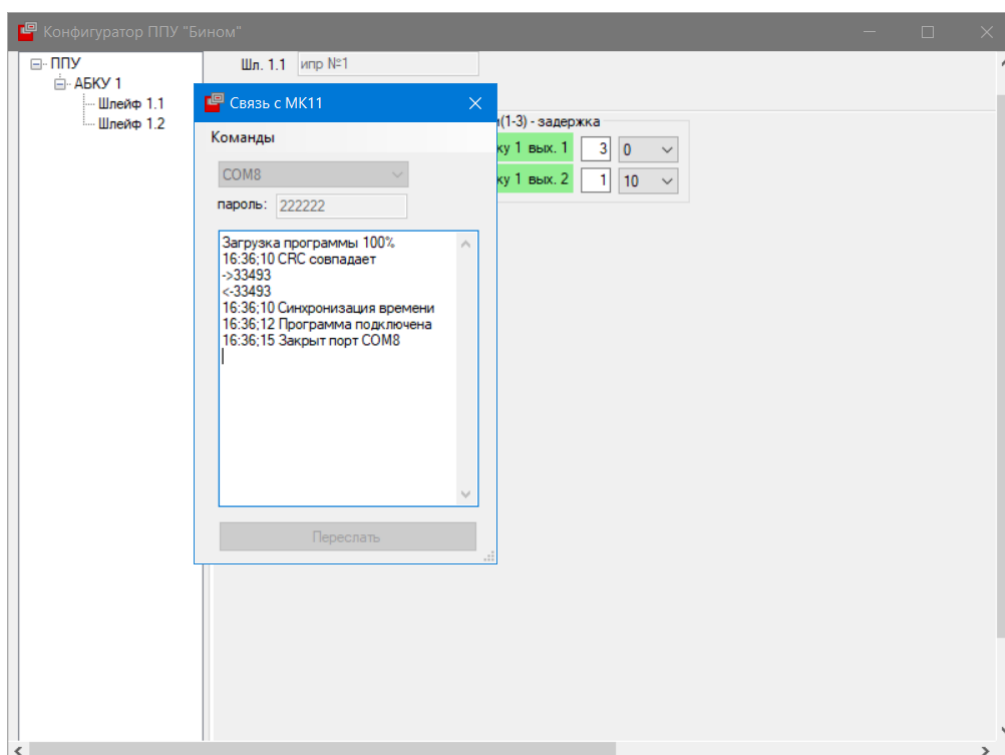 Конфигуратор ППУ "Бином"
ППУ
АБКУ 1
Шлейф 1.1
Шлейф 1.2
Шл. 1.1 ипр №1
(1-3) - задержка
ку 1 вых. 1 3 0
ку 1 вых. 2 1 10
Связь с МК11
Команды
COM8
пароль: 222222
Загрузка программы 100%
16:36;10 CRC совпадает
->33493
<-33493
16:36;10 Синхронизация времени
16:36;12 Программа подключена
16:36;15 Закрыт порт COM8
Переслать